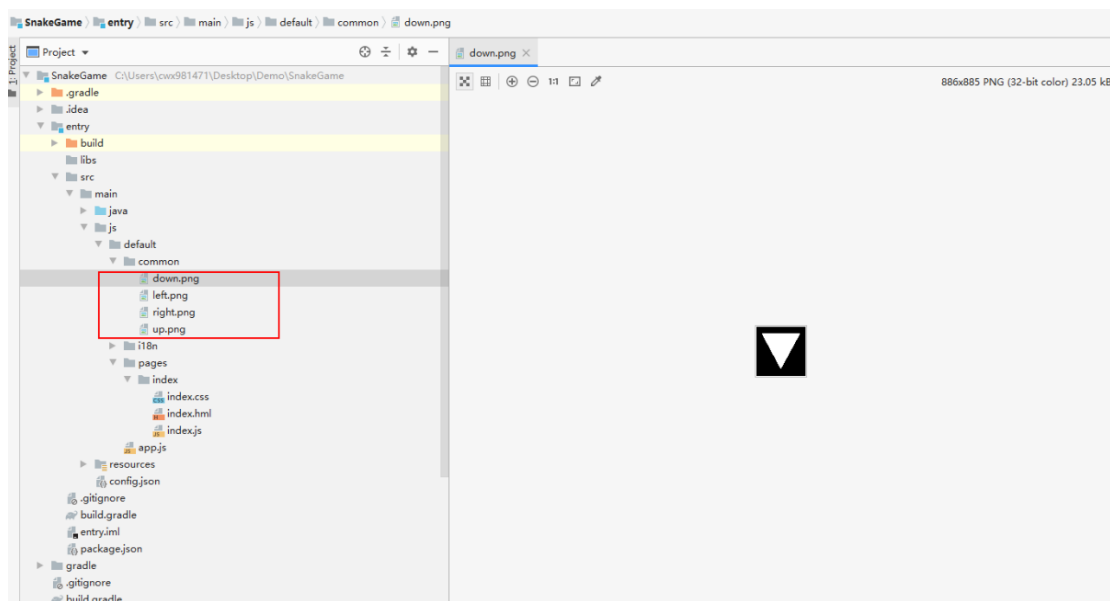 SnakeGame entry src main js default common down.png
1: Project
Project
down.png
SnakeGame C:\Users\cwx981471\Desktop\Demo\SnakeGame
1:1
886x885 PNG (32-bit color) 23.05 kB
.gradle
.idea
entry
build
libs
src
main
java
js
default
common
down.png
left.png
right.png
up.png
i18n
pages
index
index.css
index.hml
index.js
app.js
resources
config.json
.gitignore
build.gradle
entry.iml
package.json
gradle
.gitignore
build.gradle